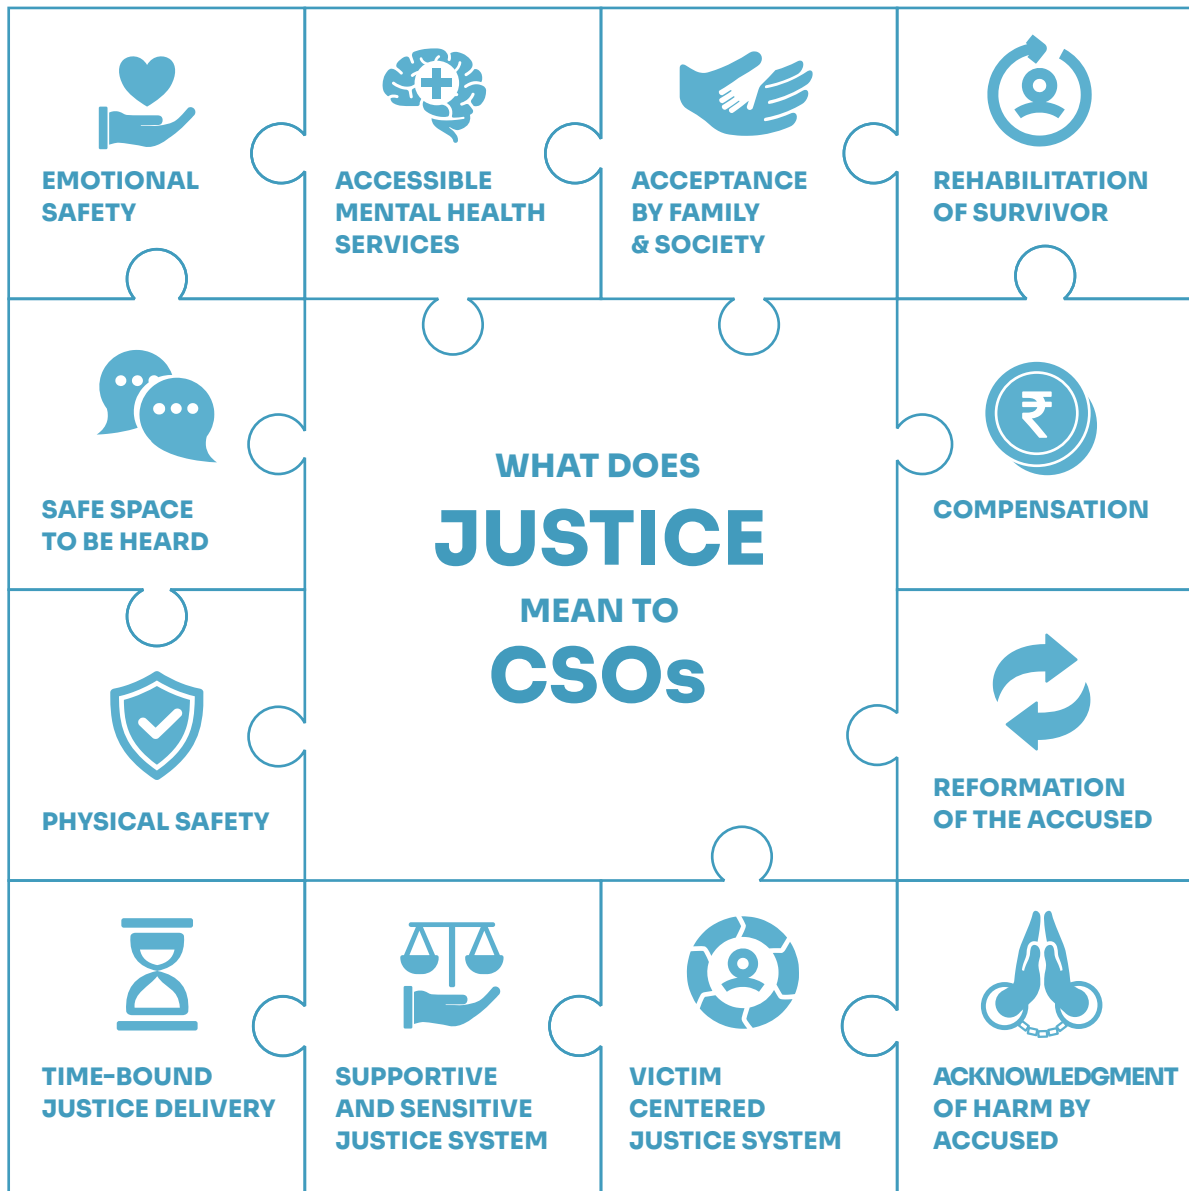 EMOTIONAL
SAFETY
ACCESSIBLE
MENTAL HEALTH
SERVICES
ACCEPTANCE
BY FAMILY
& SOCIETY
REHABILITATION
OF SURVIVOR
SAFE SPACE
TO BE HEARD
WHAT DOES
JUSTICE
MEAN TO
CSOs
₹
COMPENSATION
PHYSICAL SAFETY
REFORMATION
OF THE ACCUSED
TIME-BOUND
JUSTICE DELIVERY
SUPPORTIVE
AND SENSITIVE
JUSTICE SYSTEM
VICTIM
CENTERED
JUSTICE SYSTEM
ACKNOWLEDGMENT
OF HARM BY
ACCUSED